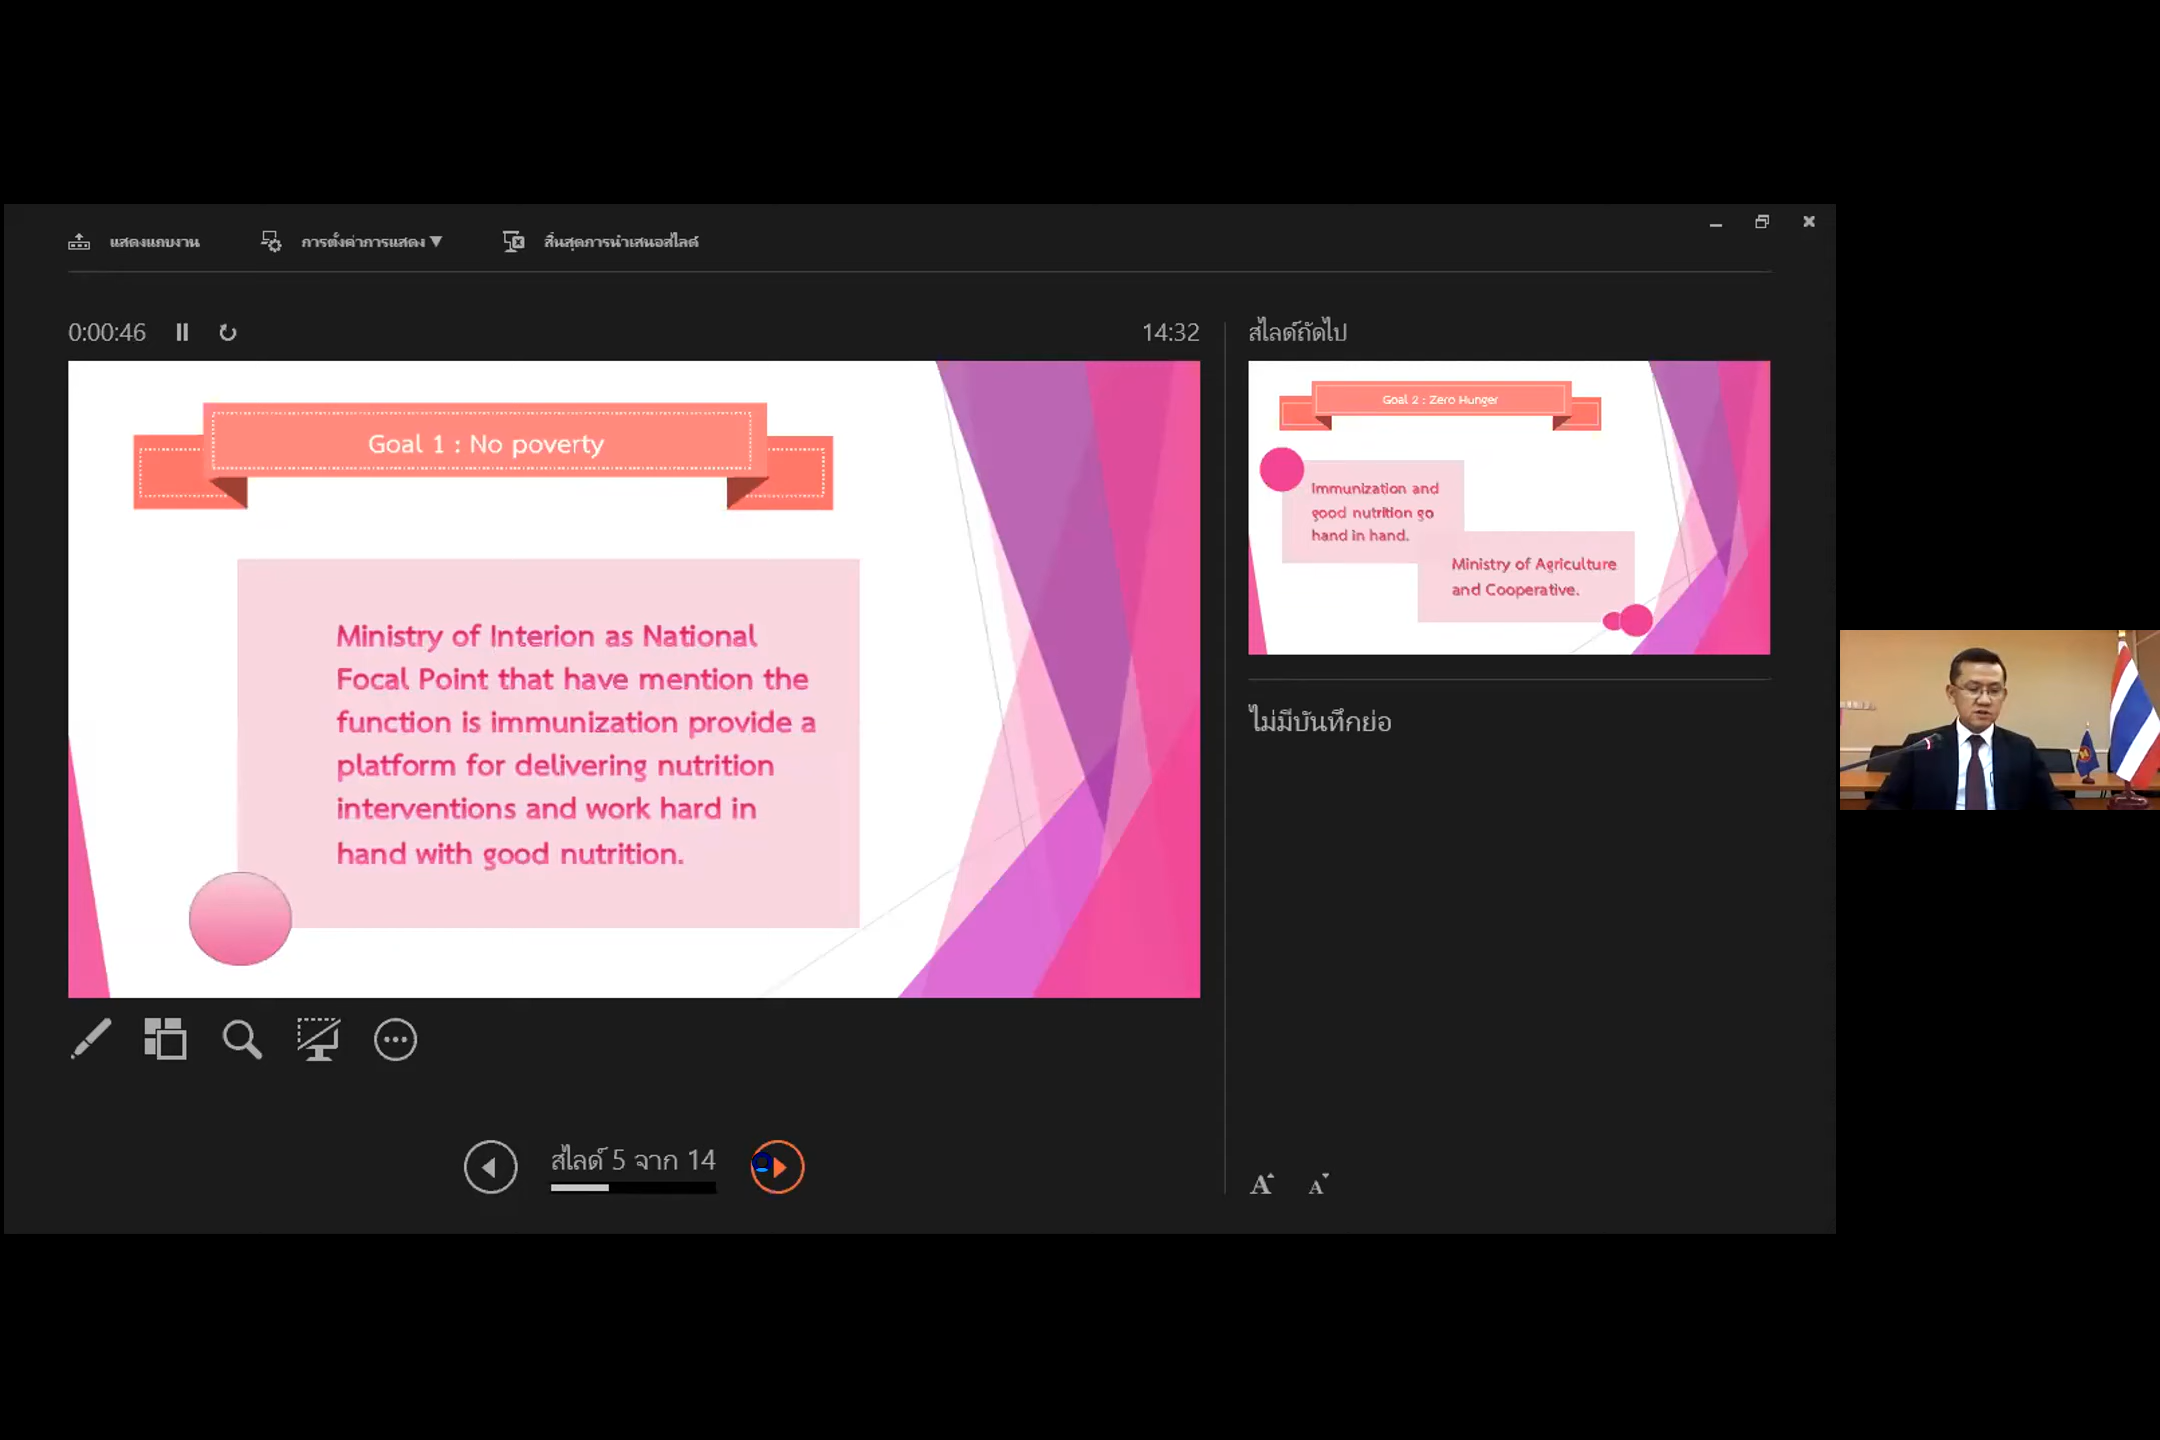 แสดงแถบงาน
การตั้งค่าการแสดง ▼
สิ้นสุดการนำเสนอสไลด์
0:00:46
14:32
Goal 1 : No poverty
Ministry of Interion as National
Focal Point that have mention the
function is immunization provide a
platform for delivering nutrition
interventions and work hard in
hand with good nutrition.
สไลด์ 5 จาก 14
สไลด์ถัดไป
Goal 2 : Zero Hunger
Immunization and
good nutrition go
hand in hand.
Ministry of Agriculture
and Cooperative.
ไม่มีบันทึกย่อ
A
A